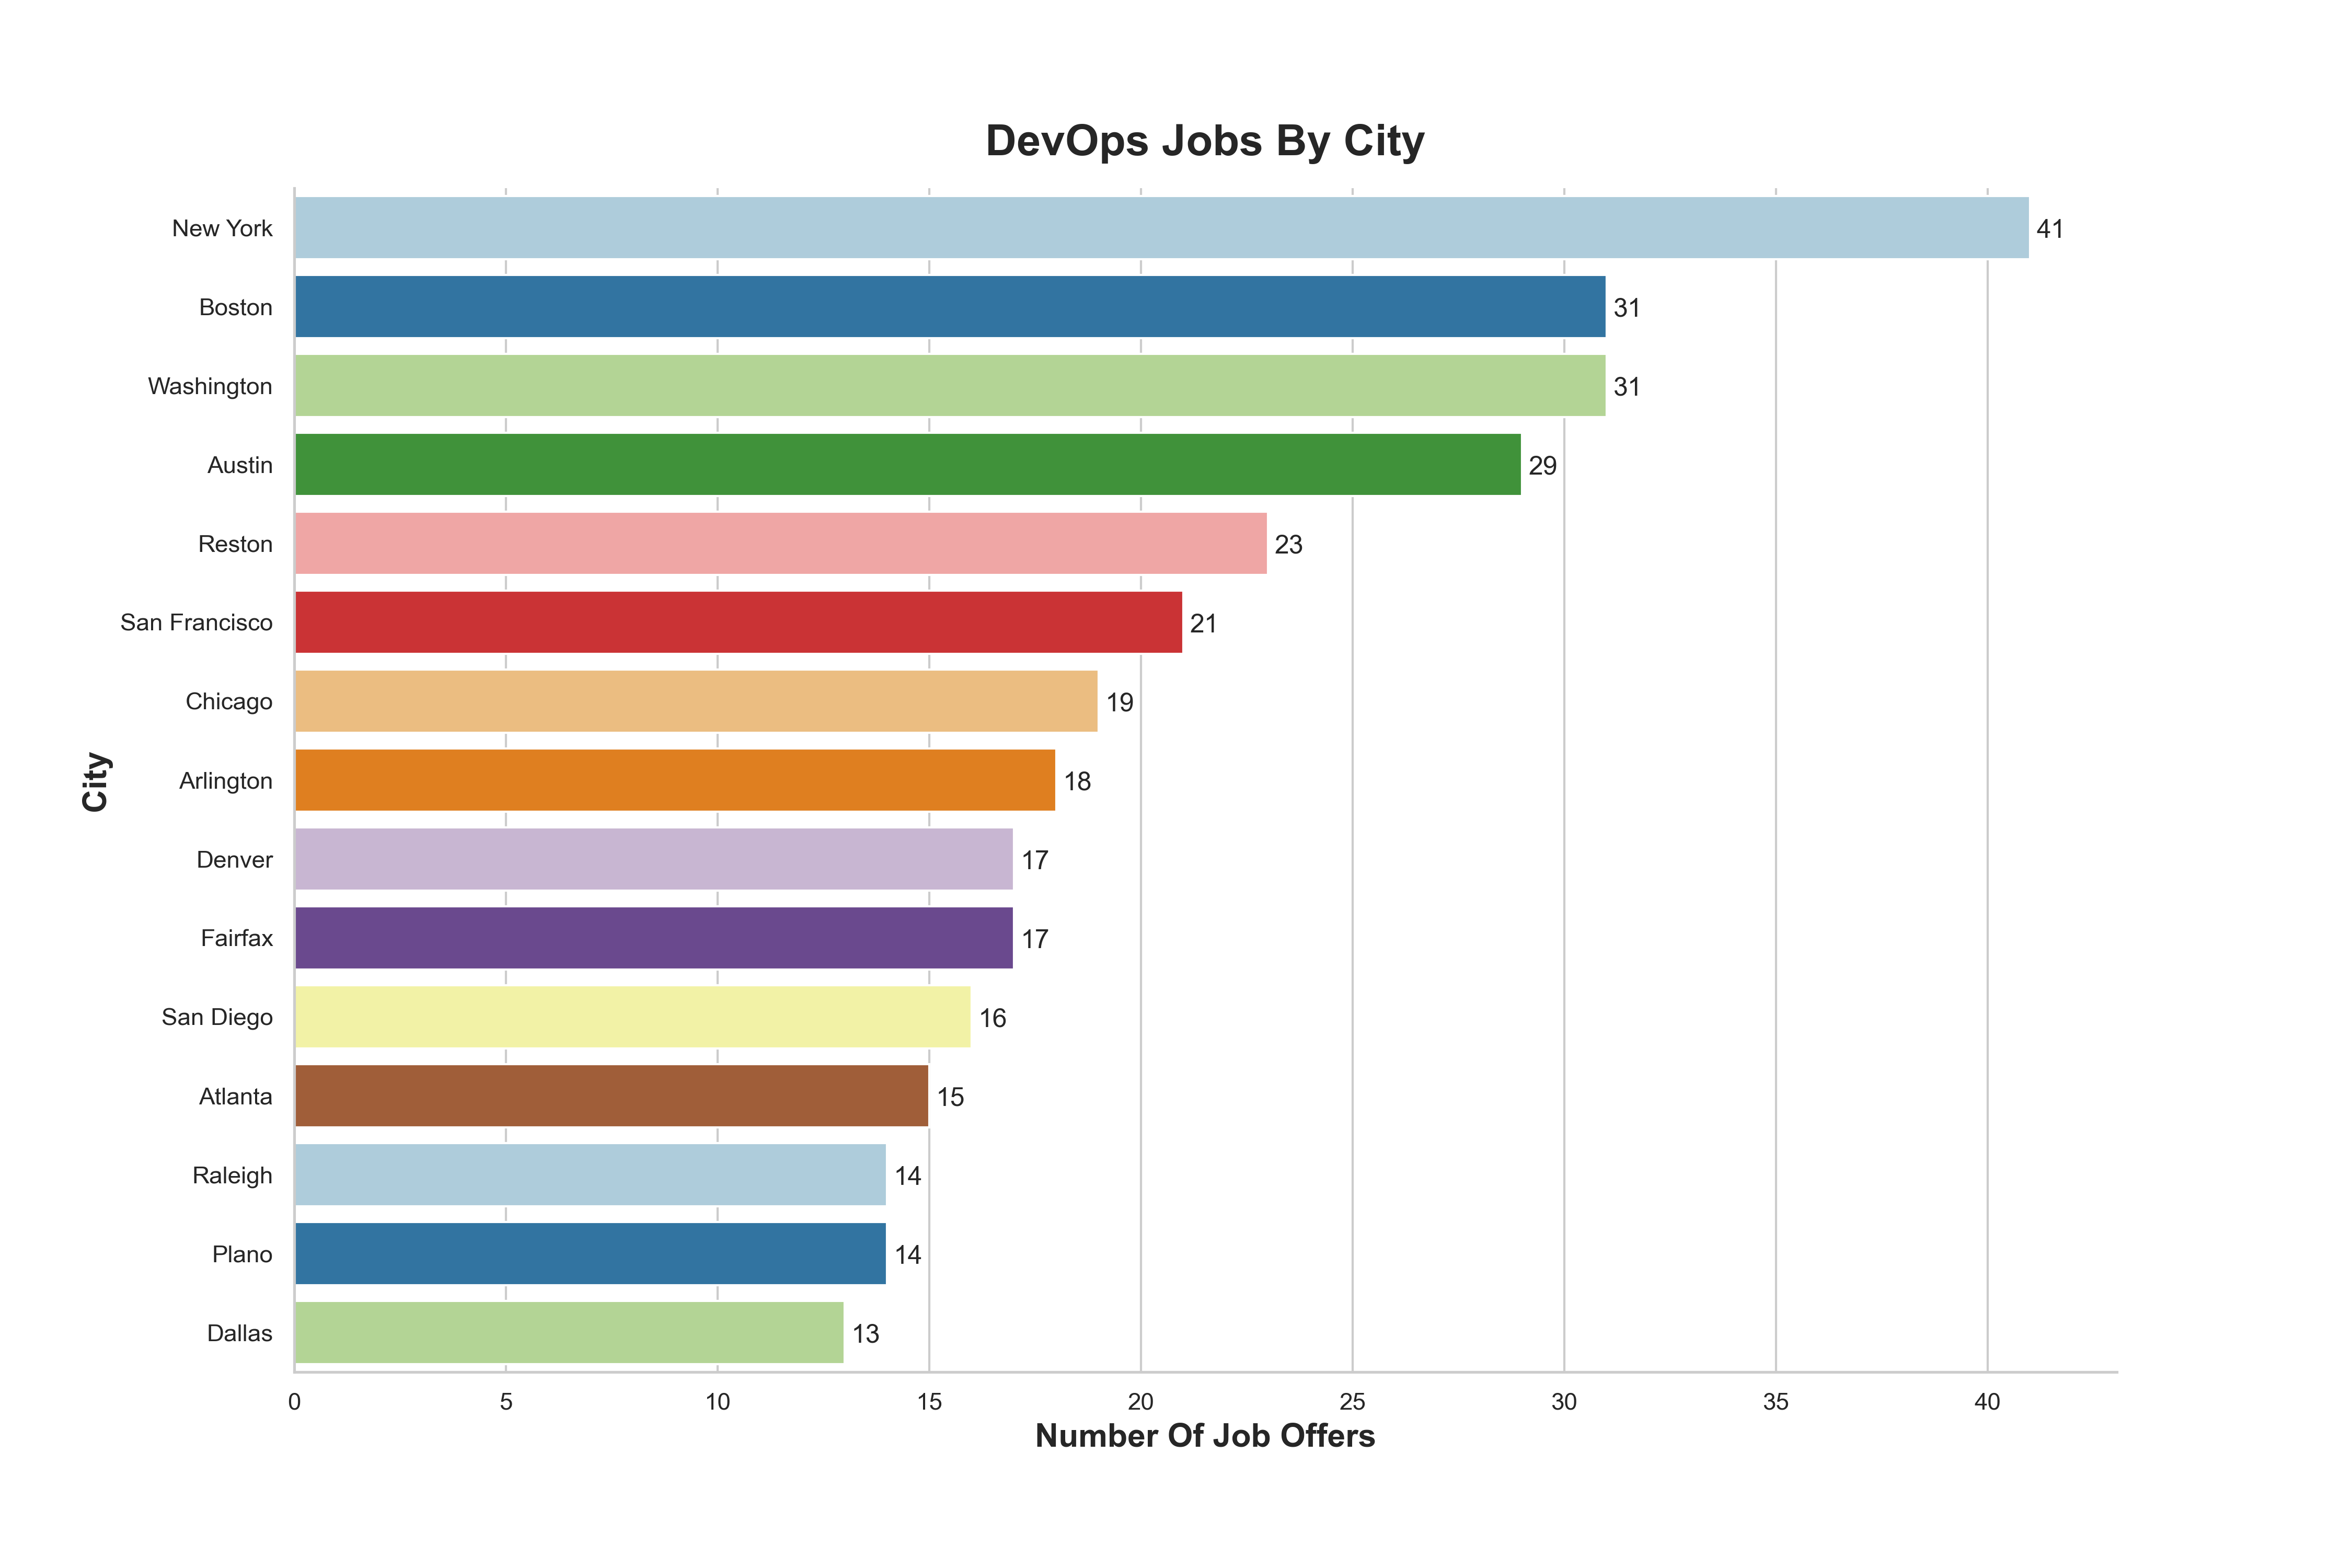 DevOps Jobs By City
New York 41
Boston 31
Washington 31
Austin 29
Reston 23
San Francisco 21
Chicago 19
Arlington 18
Denver 17
Fairfax 17
San Diego 16
Atlanta 15
Raleigh 14
Plano 14
Dallas 13
City
0 5 10 15 20 25 30 35 40
Number Of Job Offers